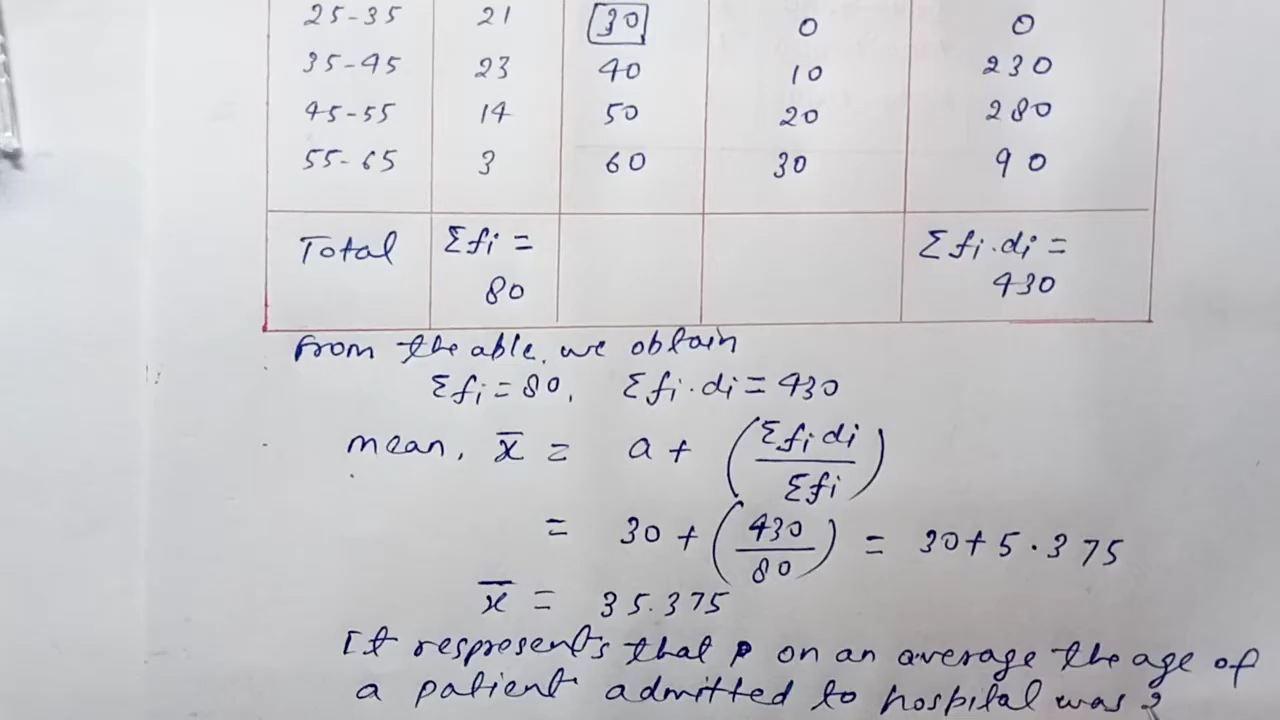 25-35 21 30 0 0
35-45 23 40 10 230
45-55 14 50 20 280
55-65 3 60 30 90
Total Σfi = 80 Σfi.di = 430
from the able, we obtain
Σfi = 80, Σfi.di = 430
mean, x̅ = a + (Σfidi / Σfi)
= 30 + (430 / 80) = 30 + 5.375
x̅ = 35.375
It respresents that on an average the age of
a patient admitted to hospital was